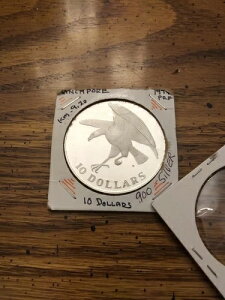 SINGAPORE
1974
PRF
KM 9.2a
10 DOLLARS
10 DOLLARS
.900 SILVER